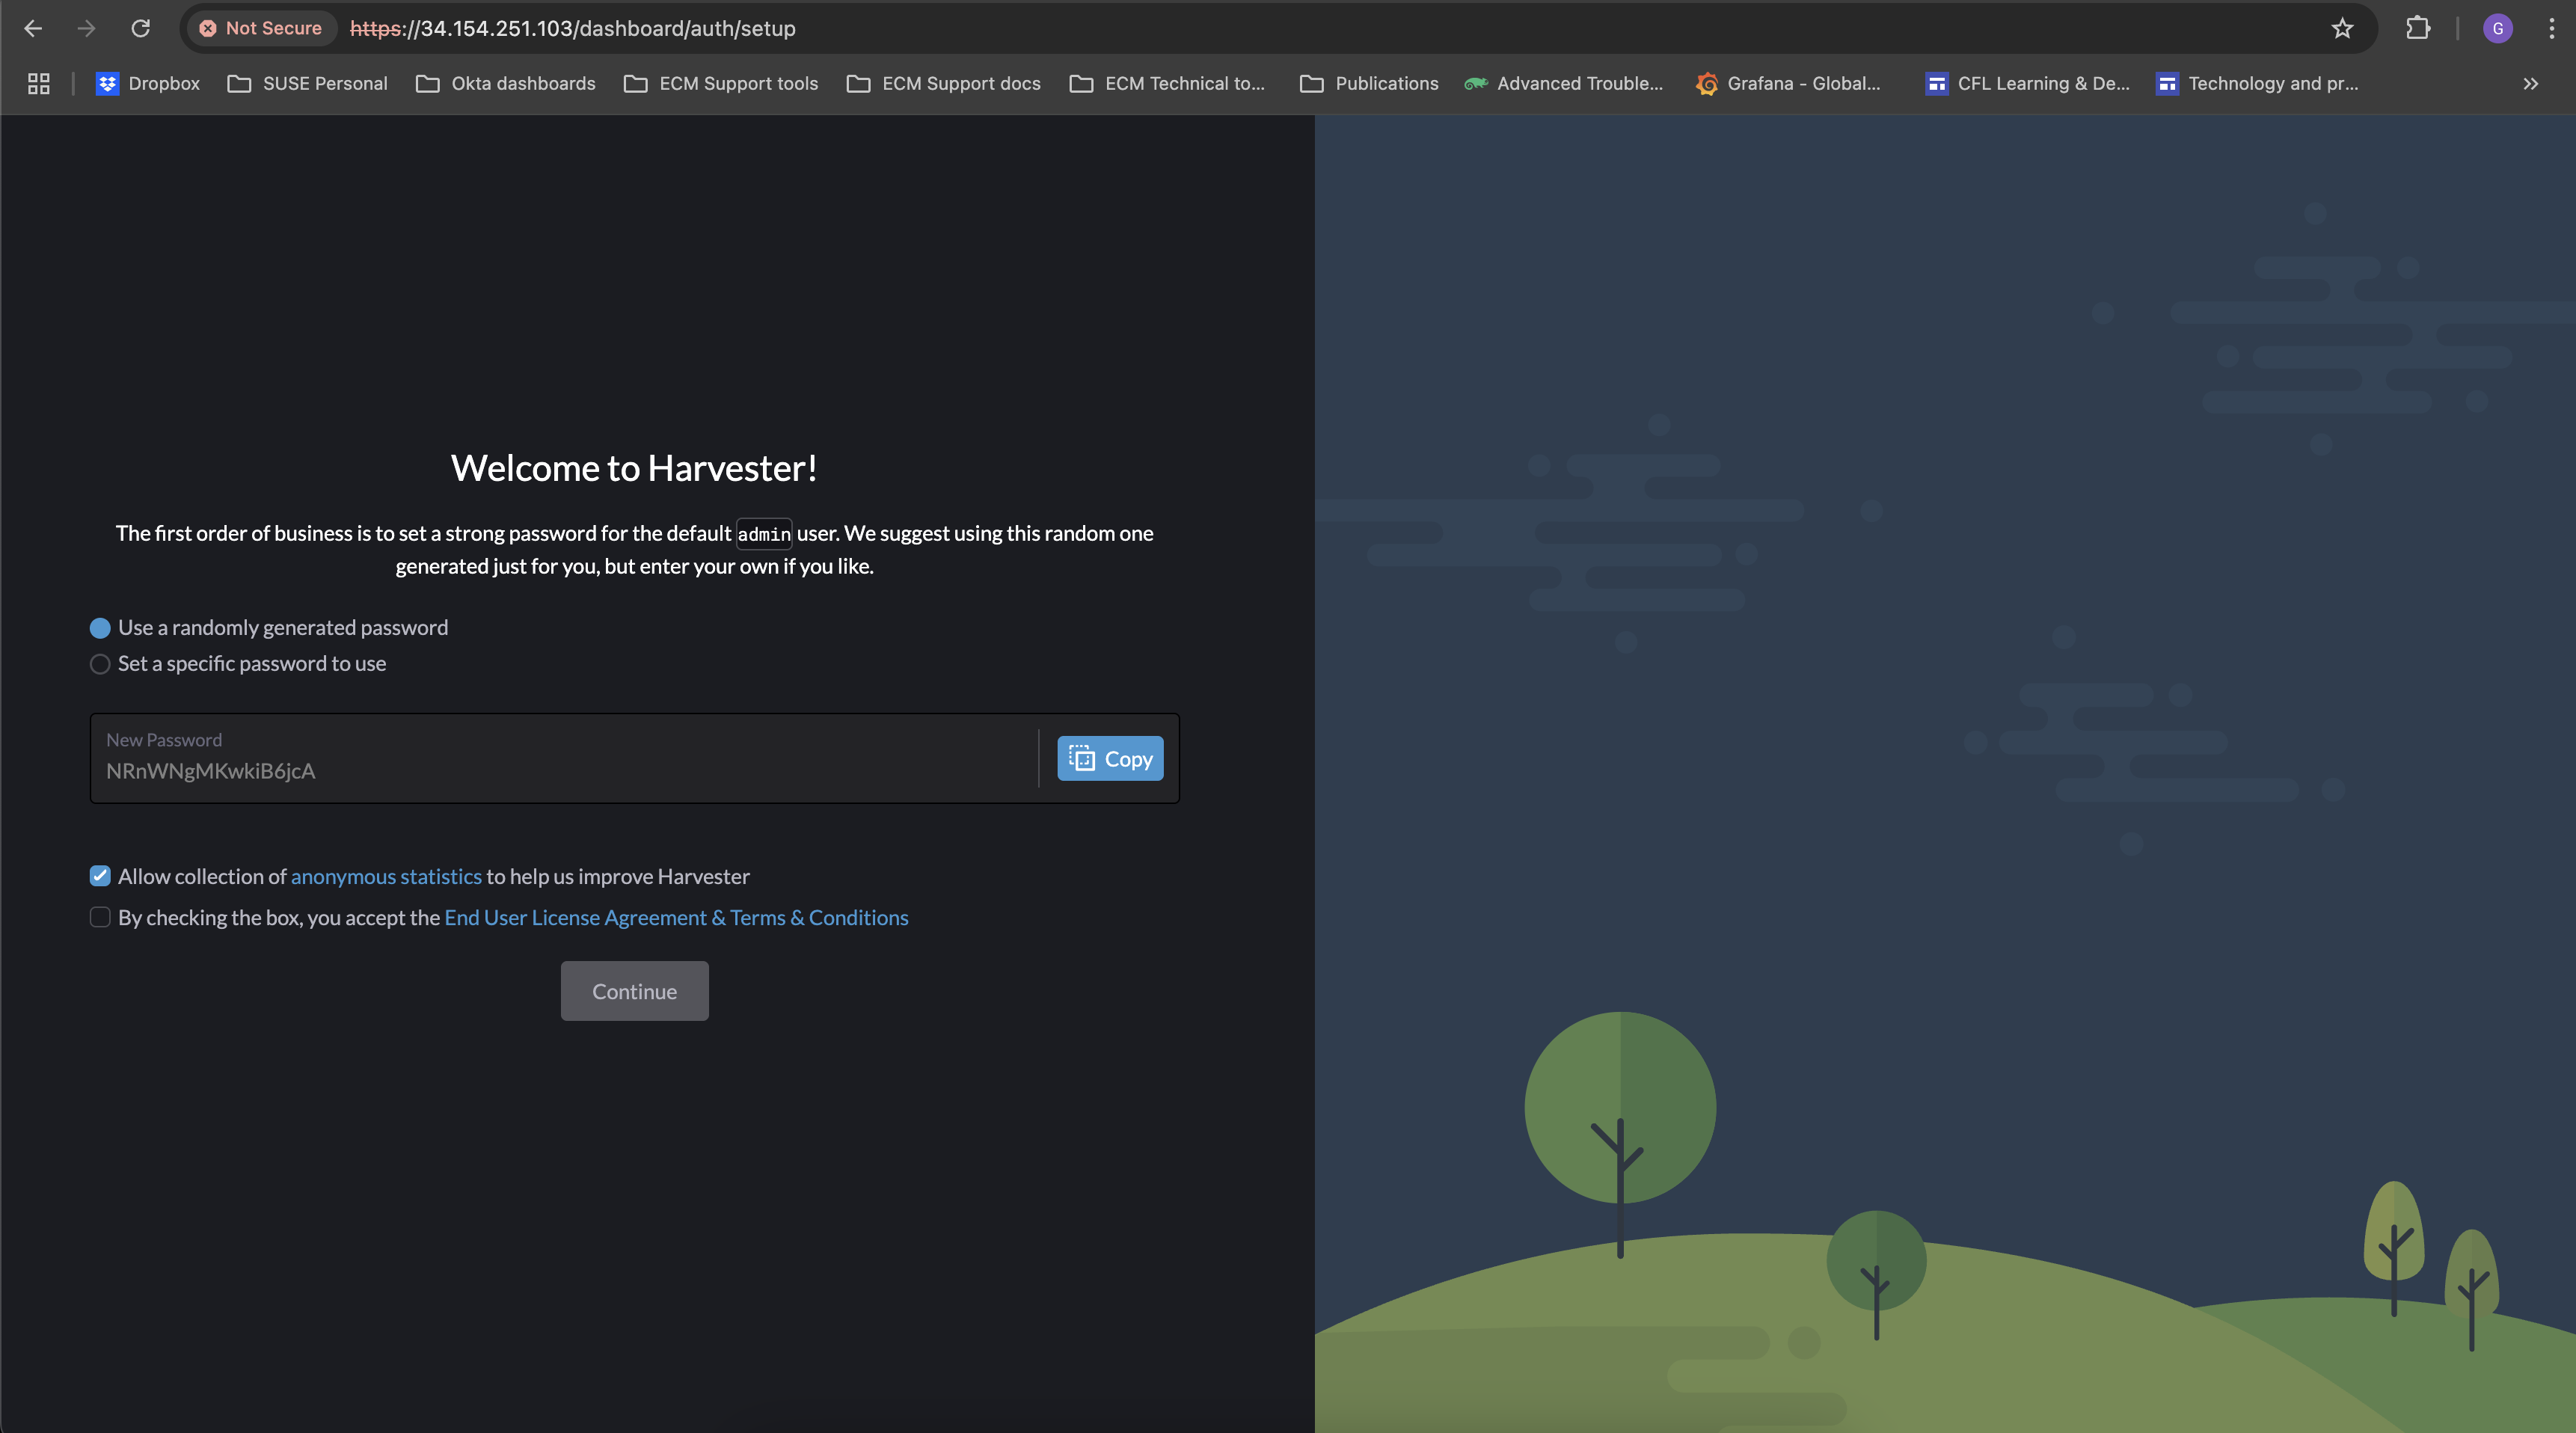 Not Secure https://34.154.251.103/dashboard/auth/setup G
Dropbox SUSE Personal Okta dashboards ECM Support tools ECM Support docs ECM Technical to... Publications Advanced Trouble... Grafana - Global... CFL Learning & De... Technology and pr...
Welcome to Harvester!
The first order of business is to set a strong password for the default admin user. We suggest using this random one
generated just for you, but enter your own if you like.
Use a randomly generated password
Set a specific password to use
New Password
NRnWNgMKwkiB6jcA
Copy
Allow collection of anonymous statistics to help us improve Harvester
By checking the box, you accept the End User License Agreement & Terms & Conditions
Continue